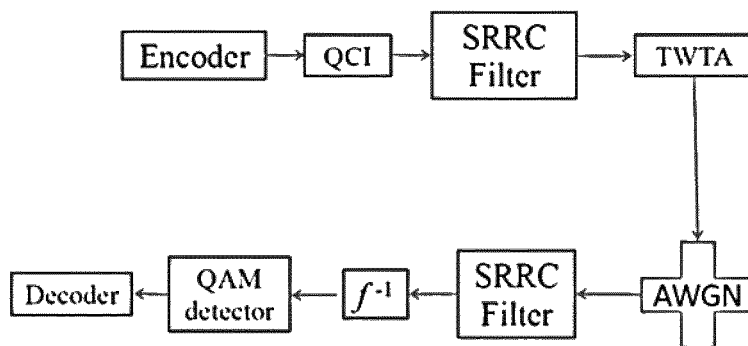 Encoder
QCI
SRRC
Filter
TWTA
Decoder
QAM
detector
f⁻¹
SRRC
Filter
AWGN